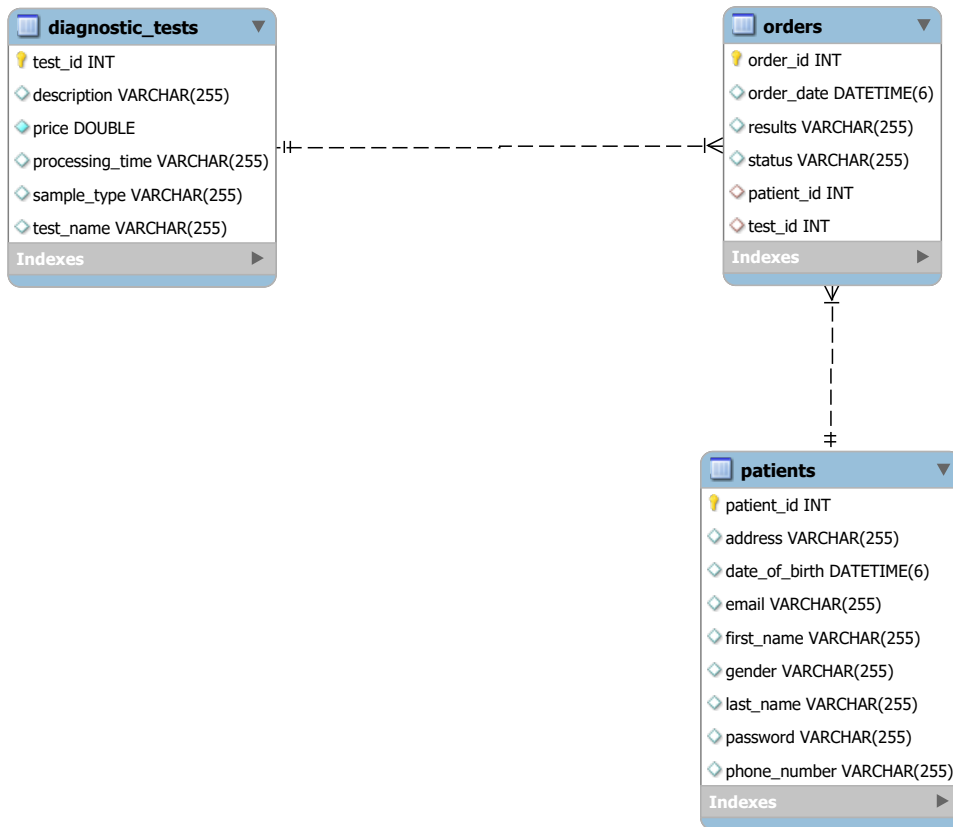 diagnostic_tests
test_id INT
description VARCHAR(255)
price DOUBLE
processing_time VARCHAR(255)
sample_type VARCHAR(255)
test_name VARCHAR(255)
Indexes
orders
order_id INT
order_date DATETIME(6)
results VARCHAR(255)
status VARCHAR(255)
patient_id INT
test_id INT
Indexes
patients
patient_id INT
address VARCHAR(255)
date_of_birth DATETIME(6)
email VARCHAR(255)
first_name VARCHAR(255)
gender VARCHAR(255)
last_name VARCHAR(255)
password VARCHAR(255)
phone_number VARCHAR(255)
Indexes